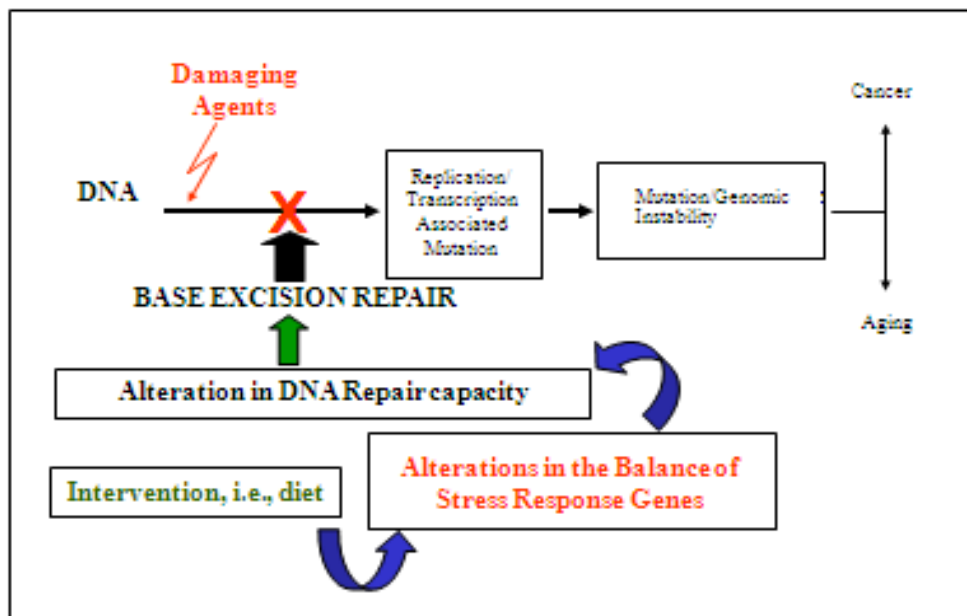 Damaging
Agents
Cancer
DNA
X
Replication/
Transcription
Associated
Mutation
Mutation/Genomic
Instability
:
BASE EXCISION REPAIR
Aging
Alteration in DNA Repair capacity
Alterations in the Balance of
Stress Response Genes
Intervention, i.e., diet